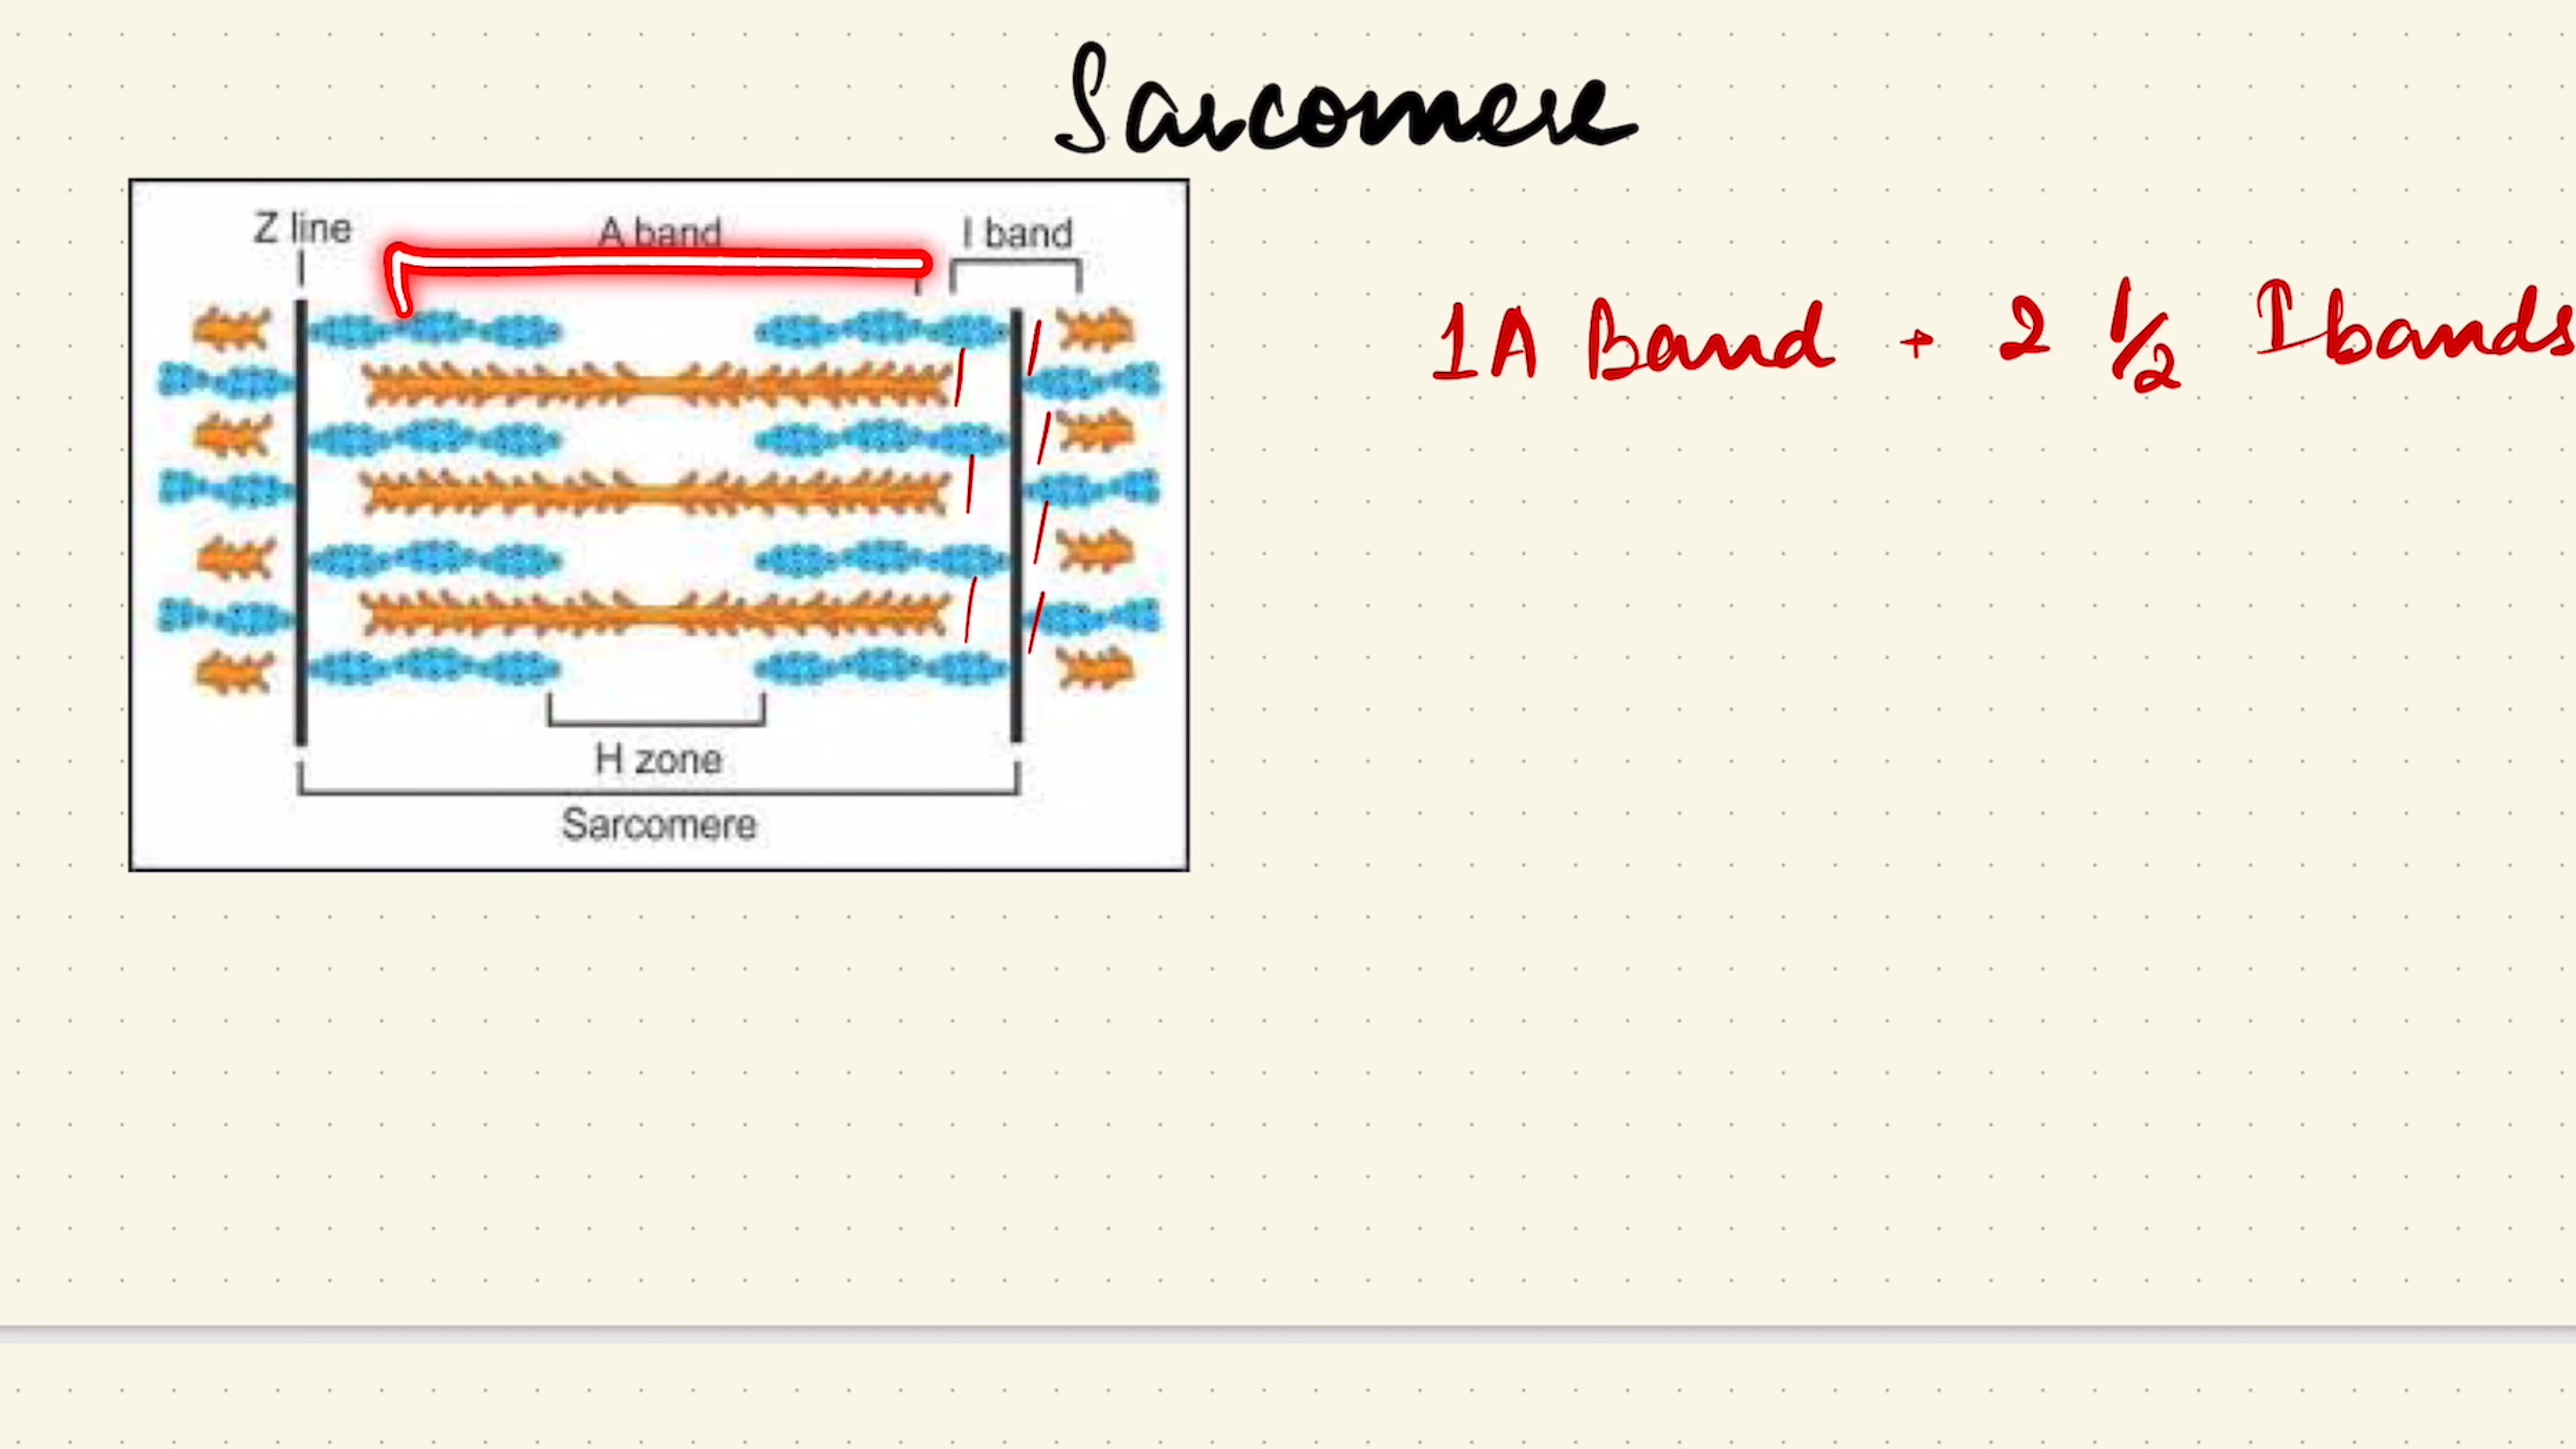 Sarcomere
Z line A band I band
1A Band + 2 1/2 I bands
H zone
Sarcomere